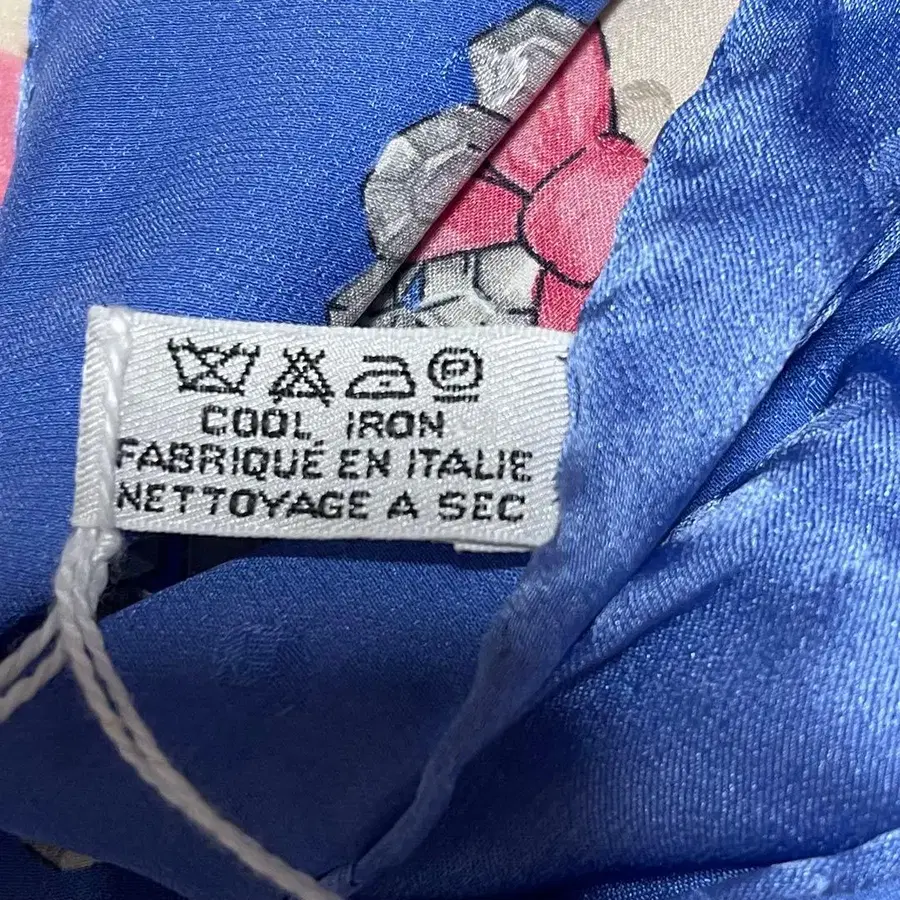 P
COOL IRON
FABRIQUÉ EN ITALIE
NETTOYAGE A SEC